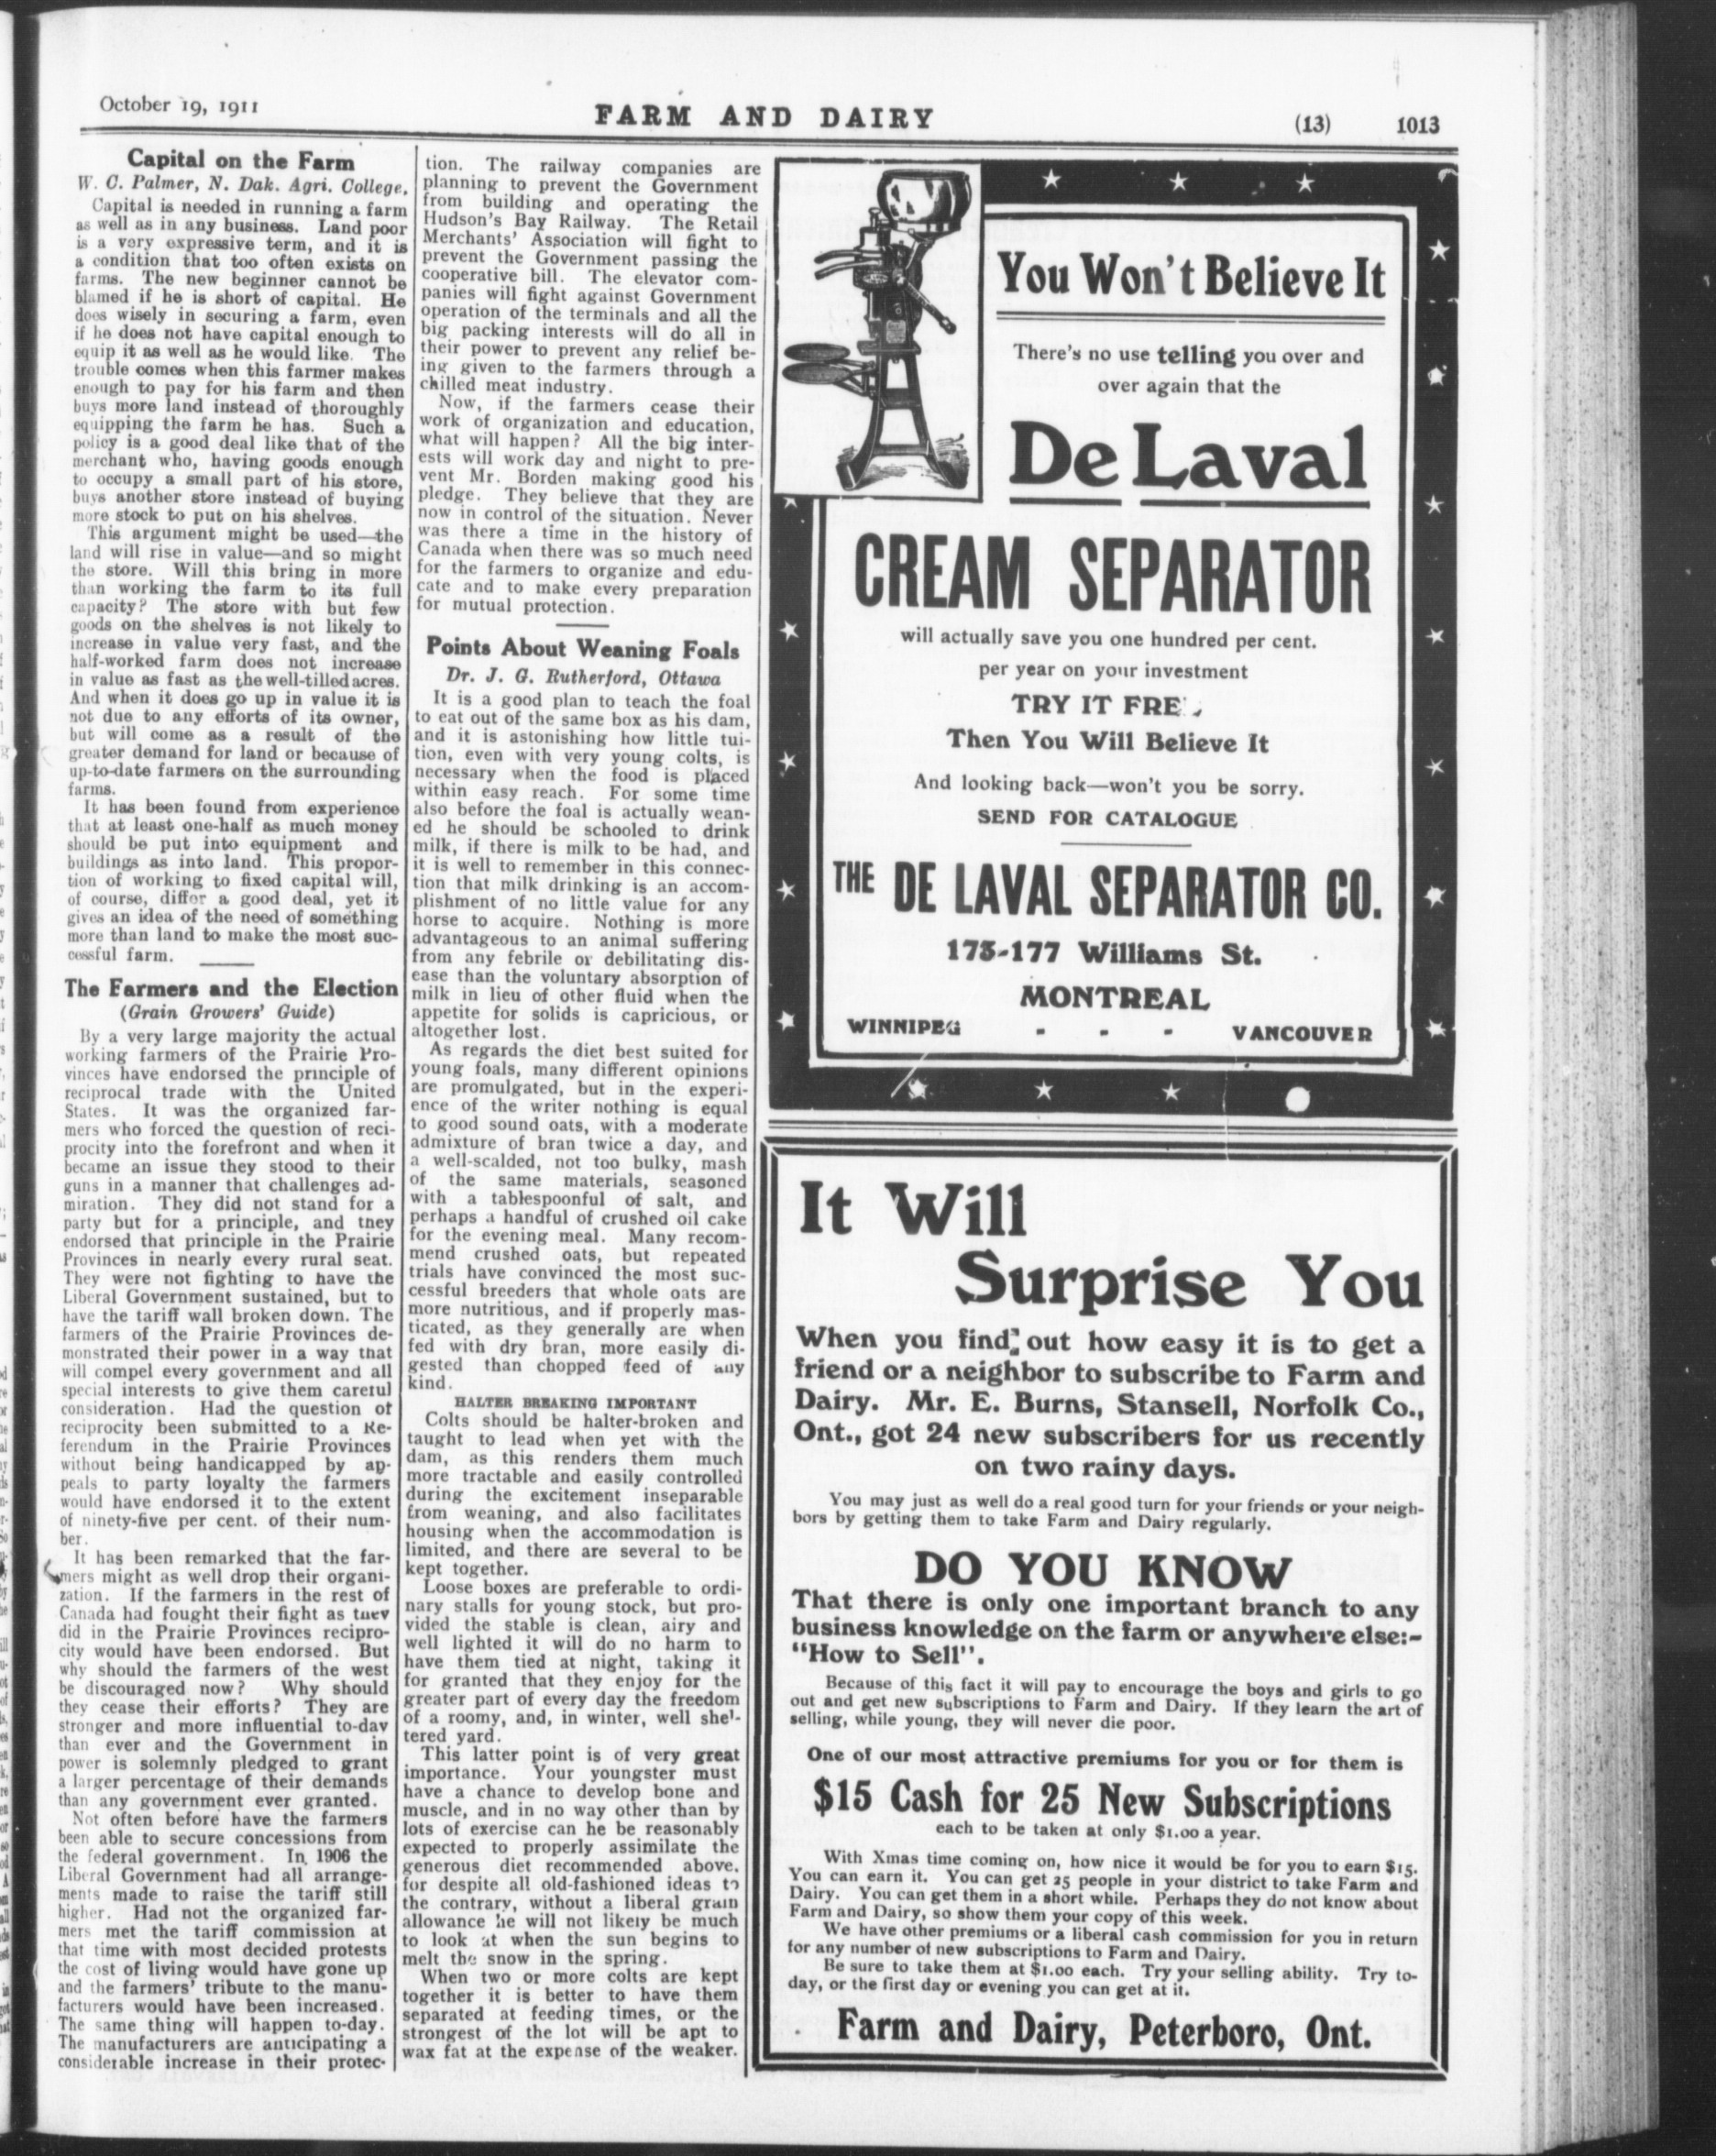 October 19, 1911
FARM AND DAIRY
(13) 1013
Capital on the Farm
W. C. Palmer, N. Dak. Agri. College,
Capital is needed in running a farm
as well as in any business. Land poor
is a very expressive term, and it is
a condition that too often exists on
farms. The new beginner cannot be
blamed if he is short of capital. He
does wisely in securing a farm, even
if he does not have capital enough to
equip it as well as he would like. The
trouble comes when this farmer makes
enough to pay for his farm and then
buys more land instead of thoroughly
equipping the farm he has. Such a
policy is a good deal like that of the
merchant who, having goods enough
to occupy a small part of his store,
buys another store instead of buying
more stock to put on his shelves.
This argument might be used—the
land will rise in value—and so might
the store. Will this bring in more
than working the farm to its full
capacity? The store with but few
goods on the shelves is not likely to
increase in value very fast, and the
half-worked farm does not increase
in value as fast as the well-tilled acres.
And when it does go up in value it is
not due to any efforts of its owner,
but will come as a result of the
greater demand for land or because of
up-to-date farmers on the surrounding
farms.
It has been found from experience
that at least one-half as much money
should be put into equipment and
buildings as into land. This propor-
tion of working to fixed capital will,
of course, differ a good deal, yet it
gives an idea of the need of something
more than land to make the most suc-
cessful farm.
The Farmers and the Election
(Grain Growers' Guide)
By a very large majority the actual
working farmers of the Prairie Pro-
vinces have endorsed the principle of
reciprocal trade with the United
States. It was the organized far-
mers who forced the question of reci-
procity into the forefront and when it
became an issue they stood to their
guns in a manner that challenges ad-
miration. They did not stand for a
party but for a principle, and they
endorsed that principle in the Prairie
Provinces in nearly every rural seat.
They were not fighting to have the
Liberal Government sustained, but to
have the tariff wall broken down. The
farmers of the Prairie Provinces de-
monstrated their power in a way that
will compel every government and all
special interests to give them careful
consideration. Had the question of
reciprocity been submitted to a Re-
ferendum in the Prairie Provinces
without being handicapped by ap-
peals to party loyalty the farmers
would have endorsed it to the extent
of ninety-five per cent. of their num-
ber.
It has been remarked that the far-
mers might as well drop their organi-
zation. If the farmers in the rest of
Canada had fought their fight as they
did in the Prairie Provinces recipro-
city would have been endorsed. But
why should the farmers of the west
be discouraged now? Why should
they cease their efforts? They are
stronger and more influential to-day
than ever and the Government in
power is solemnly pledged to grant
a larger percentage of their demands
than any government ever granted.
Not often before have the farmers
been able to secure concessions from
the federal government. In 1906 the
Liberal Government had all arrange-
ments made to raise the tariff still
higher. Had not the organized far-
mers met the tariff commission at
that time with most decided protests
the cost of living would have gone up
and the farmers' tribute to the manu-
facturers would have been increased.
The same thing will happen to-day.
The manufacturers are anticipating a
considerable increase in their protec-
tion. The railway companies are
planning to prevent the Government
from building and operating the
Hudson's Bay Railway. The Retail
Merchants' Association will fight to
prevent the Government passing the
cooperative bill. The elevator com-
panies will fight against Government
operation of the terminals and all the
big packing interests will do all in
their power to prevent any relief be-
ing given to the farmers through a
chilled meat industry.
Now, if the farmers cease their
work of organization and education,
what will happen? All the big inter-
ests will work day and night to pre-
vent Mr. Borden making good his
pledge. They believe that they are
now in control of the situation. Never
was there a time in the history of
Canada when there was so much need
for the farmers to organize and edu-
cate and to make every preparation
for mutual protection.
Points About Weaning Foals
Dr. J. G. Rutherford, Ottawa
It is a good plan to teach the foal
to eat out of the same box as his dam,
and it is astonishing how little tui-
tion, even with very young colts, is
necessary when the food is placed
within easy reach. For some time
also before the foal is actually wean-
ed he should be schooled to drink
milk, if there is milk to be had, and
it is well to remember in this connec-
tion that milk drinking is an accom-
plishment of no little value for any
horse to acquire. Nothing is more
advantageous to an animal suffering
from any febrile or debilitating dis-
ease than the voluntary absorption of
milk in lieu of other fluid when the
appetite for solids is capricious, or
altogether lost.
As regards the diet best suited for
young foals, many different opinions
are promulgated, but in the experi-
ence of the writer nothing is equal
to good sound oats, with a moderate
admixture of bran twice a day, and
a well-scalded, not too bulky, mash
of the same materials, seasoned
with a tablespoonful of salt, and
perhaps a handful of crushed oil cake
for the evening meal. Many recom-
mend crushed oats, but repeated
trials have convinced the most suc-
cessful breeders that whole oats are
more nutritious, and if properly mas-
ticated, as they generally are when
fed with dry bran, more easily di-
gested than chopped feed of any
kind.
HALTER BREAKING IMPORTANT
Colts should be halter-broken and
taught to lead when yet with the
dam, as this renders them much
more tractable and easily controlled
during the excitement inseparable
from weaning, and also facilitates
housing when the accommodation is
limited, and there are several to be
kept together.
Loose boxes are preferable to ordi-
nary stalls for young stock, but pro-
vided the stable is clean, airy and
well lighted it will do no harm to
have them tied at night, taking it
for granted that they enjoy for the
greater part of every day the freedom
of a roomy, and, in winter, well shel-
tered yard.
This latter point is of very great
importance. Your youngster must
have a chance to develop bone and
muscle, and in no way other than by
lots of exercise can he be reasonably
expected to properly assimilate the
generous diet recommended above,
for despite all old-fashioned ideas to
the contrary, without a liberal grain
allowance he will not likely be much
to look at when the sun begins to
melt the snow in the spring.
When two or more colts are kept
together it is better to have them
separated at feeding times, or the
strongest of the lot will be apt to
wax fat at the expense of the weaker.
You Won't Believe It
There's no use telling you over and
over again that the
De Laval
CREAM SEPARATOR
will actually save you one hundred per cent.
per year on your investment
TRY IT FREE
Then You Will Believe It
And looking back—won't you be sorry.
SEND FOR CATALOGUE
THE DE LAVAL SEPARATOR CO.
173-177 Williams St.
MONTREAL
WINNIPEG - - - VANCOUVER
It Will
Surprise You
When you find out how easy it is to get a
friend or a neighbor to subscribe to Farm and
Dairy. Mr. E. Burns, Stansell, Norfolk Co.,
Ont., got 24 new subscribers for us recently
on two rainy days.
You may just as well do a real good turn for your friends or your neigh-
bors by getting them to take Farm and Dairy regularly.
DO YOU KNOW
That there is only one important branch to any
business knowledge on the farm or anywhere else:-
"How to Sell".
Because of this fact it will pay to encourage the boys and girls to go
out and get new subscriptions to Farm and Dairy. If they learn the art of
selling, while young, they will never die poor.
One of our most attractive premiums for you or for them is
$15 Cash for 25 New Subscriptions
each to be taken at only $1.00 a year.
With Xmas time coming on, how nice it would be for you to earn $15.
You can earn it. You can get 25 people in your district to take Farm and
Dairy. You can get them in a short while. Perhaps they do not know about
Farm and Dairy, so show them your copy of this week.
We have other premiums or a liberal cash commission for you in return
for any number of new subscriptions to Farm and Dairy.
Be sure to take them at $1.00 each. Try your selling ability. Try to-
day, or the first day or evening you can get at it.
Farm and Dairy, Peterboro, Ont.